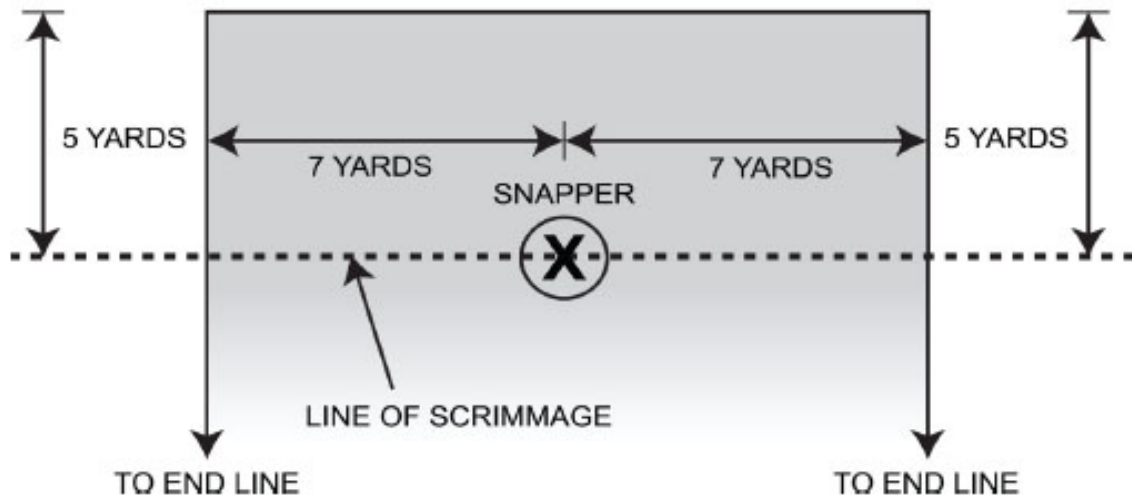 5 YARDS
5 YARDS
7 YARDS
7 YARDS
SNAPPER
X
LINE OF SCRIMMAGE
TO END LINE
TO END LINE